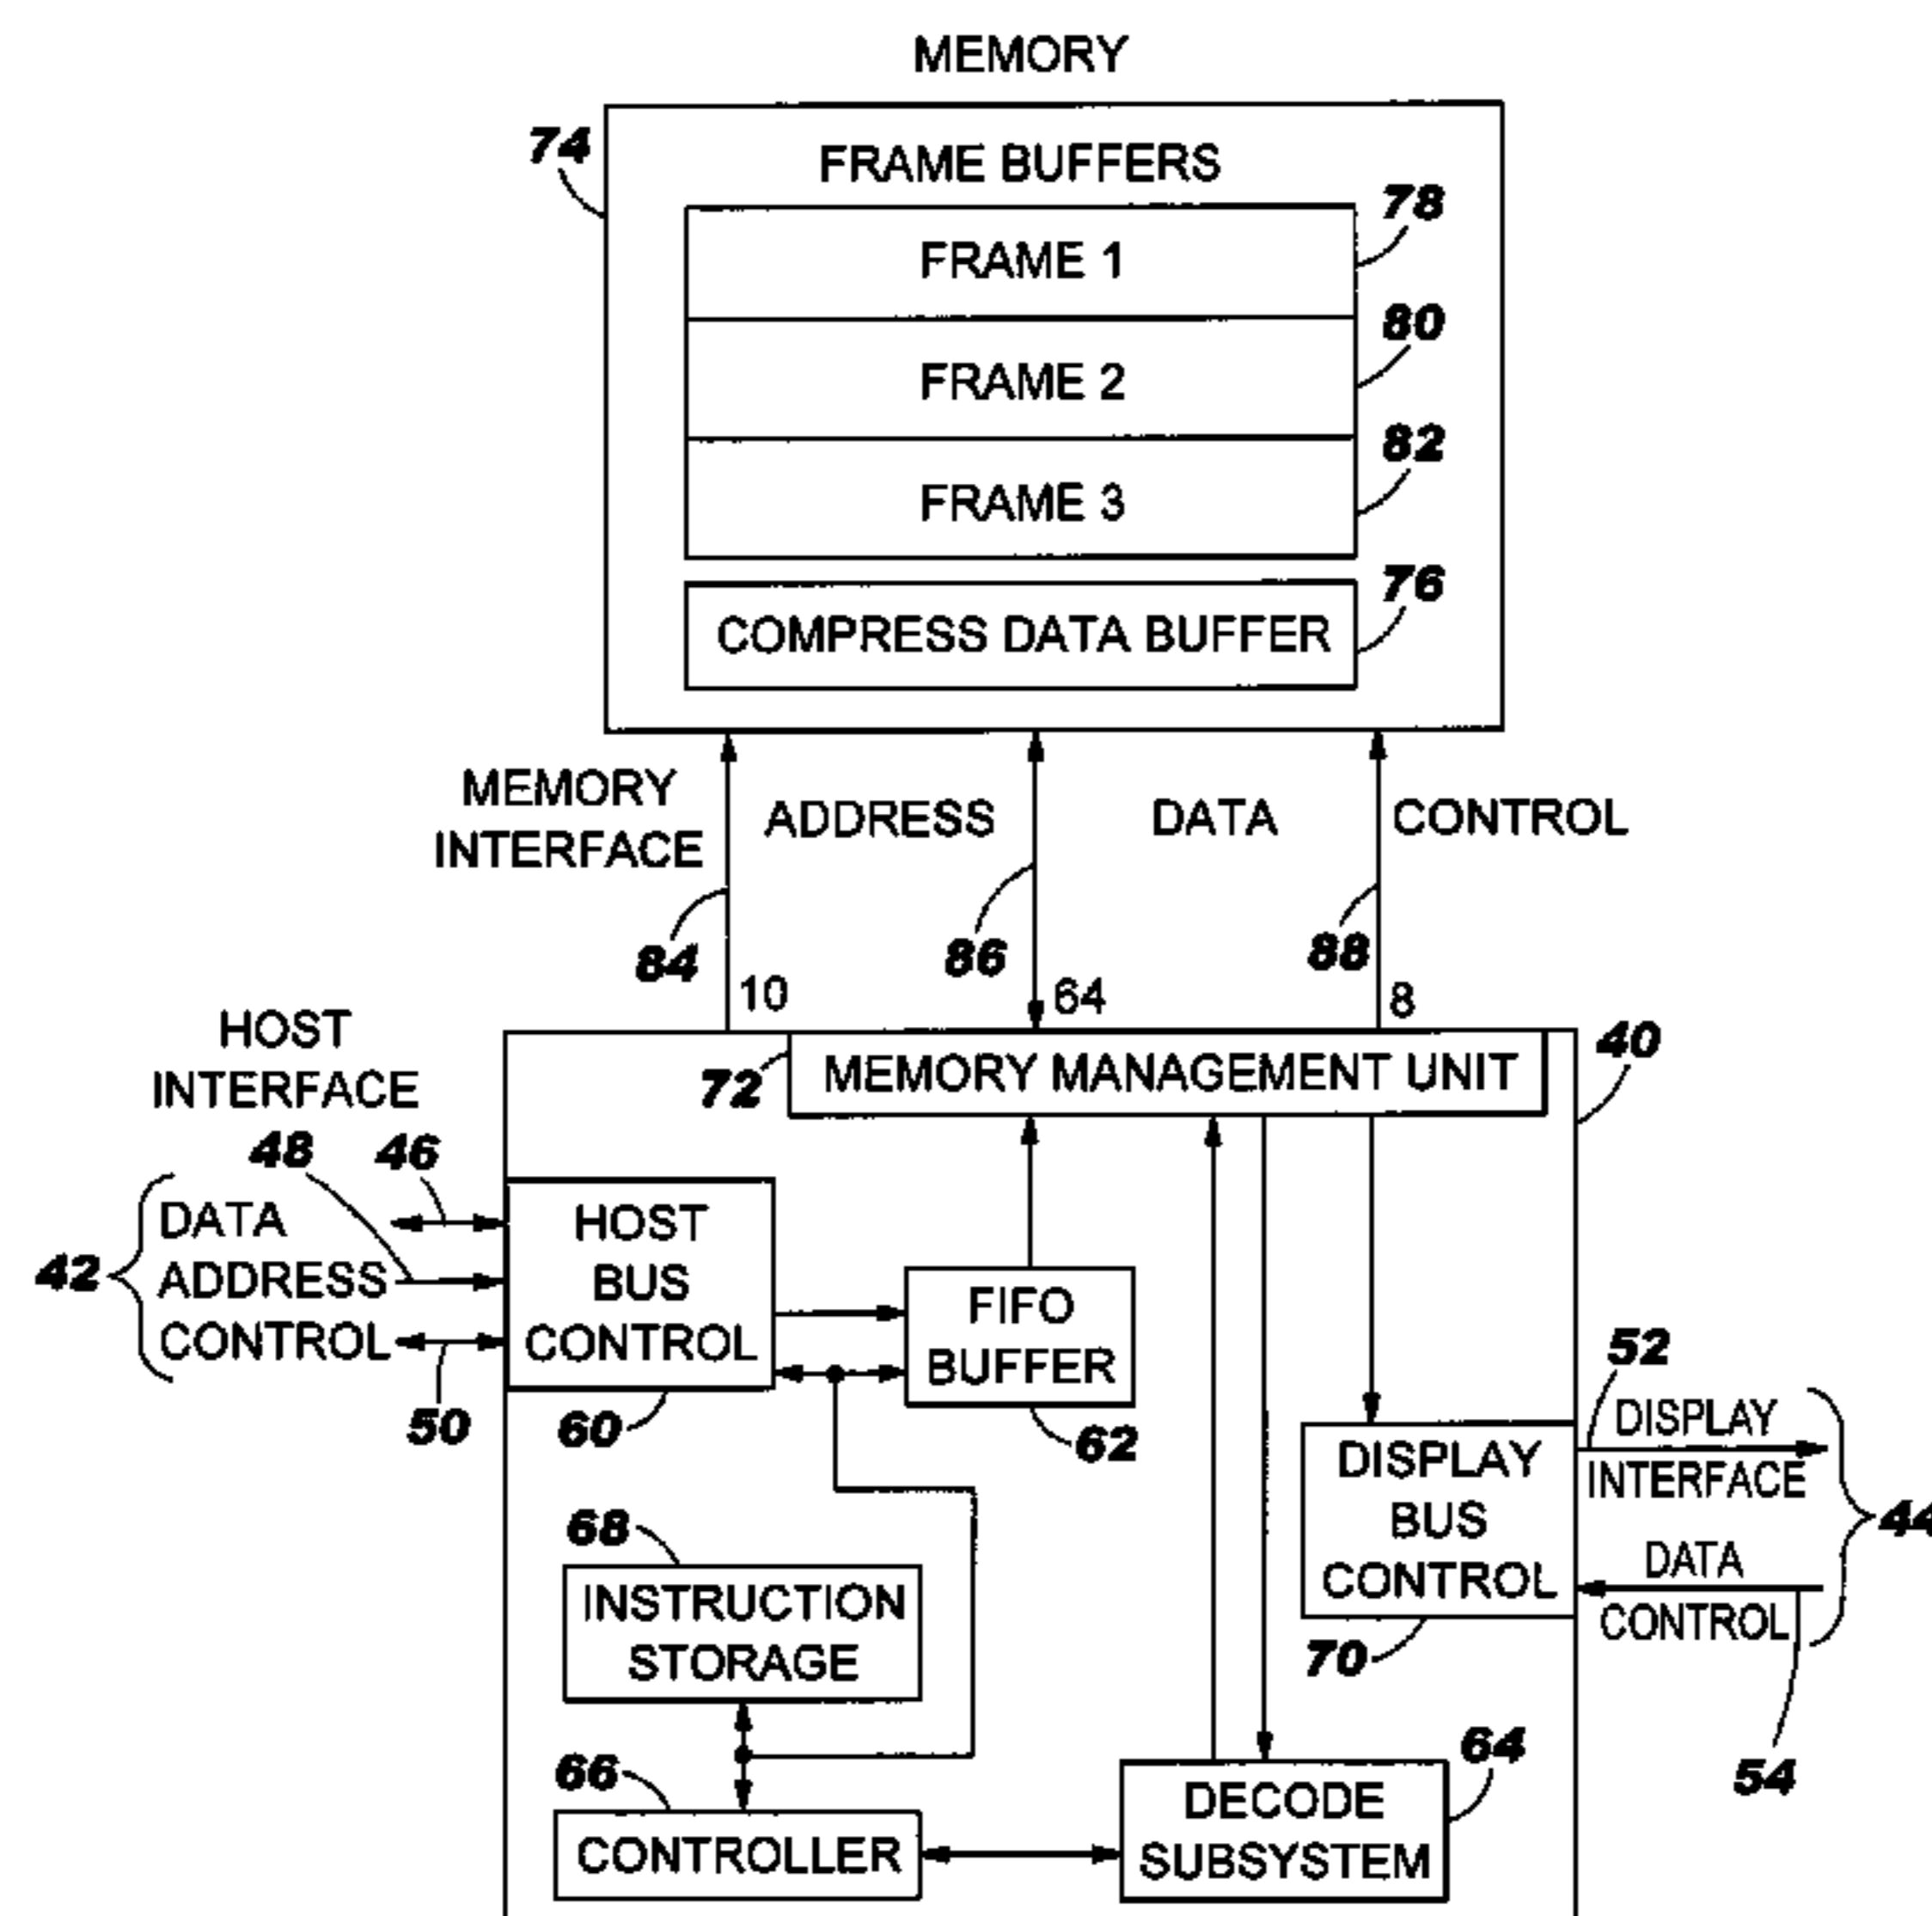 MEMORY
74
FRAME BUFFERS
78
FRAME 1
80
FRAME 2
82
FRAME 3
76
COMPRESS DATA BUFFER
MEMORY
INTERFACE
ADDRESS
DATA
CONTROL
84
86
88
10
64
8
HOST
INTERFACE
40
72
MEMORY MANAGEMENT UNIT
48
46
42
DATA
ADDRESS
CONTROL
50
HOST
BUS
CONTROL
60
FIFO
BUFFER
62
52
DISPLAY
INTERFACE
44
DATA
CONTROL
54
DISPLAY
BUS
CONTROL
70
68
INSTRUCTION
STORAGE
66
CONTROLLER
64
DECODE
SUBSYSTEM